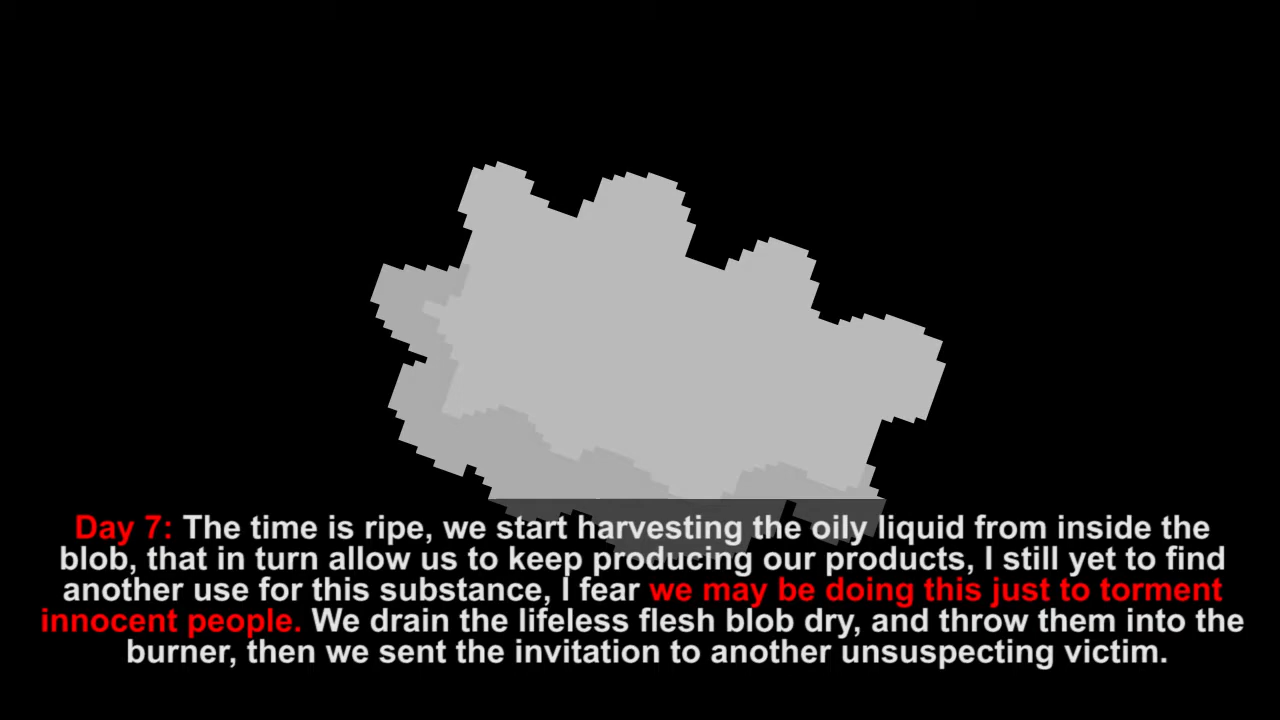 Day 7: The time is ripe, we start harvesting the oily liquid from inside the
blob, that in turn allow us to keep producing our products, I still yet to find
another use for this substance, I fear we may be doing this just to torment
innocent people. We drain the lifeless flesh blob dry, and throw them into the
burner, then we sent the invitation to another unsuspecting victim.